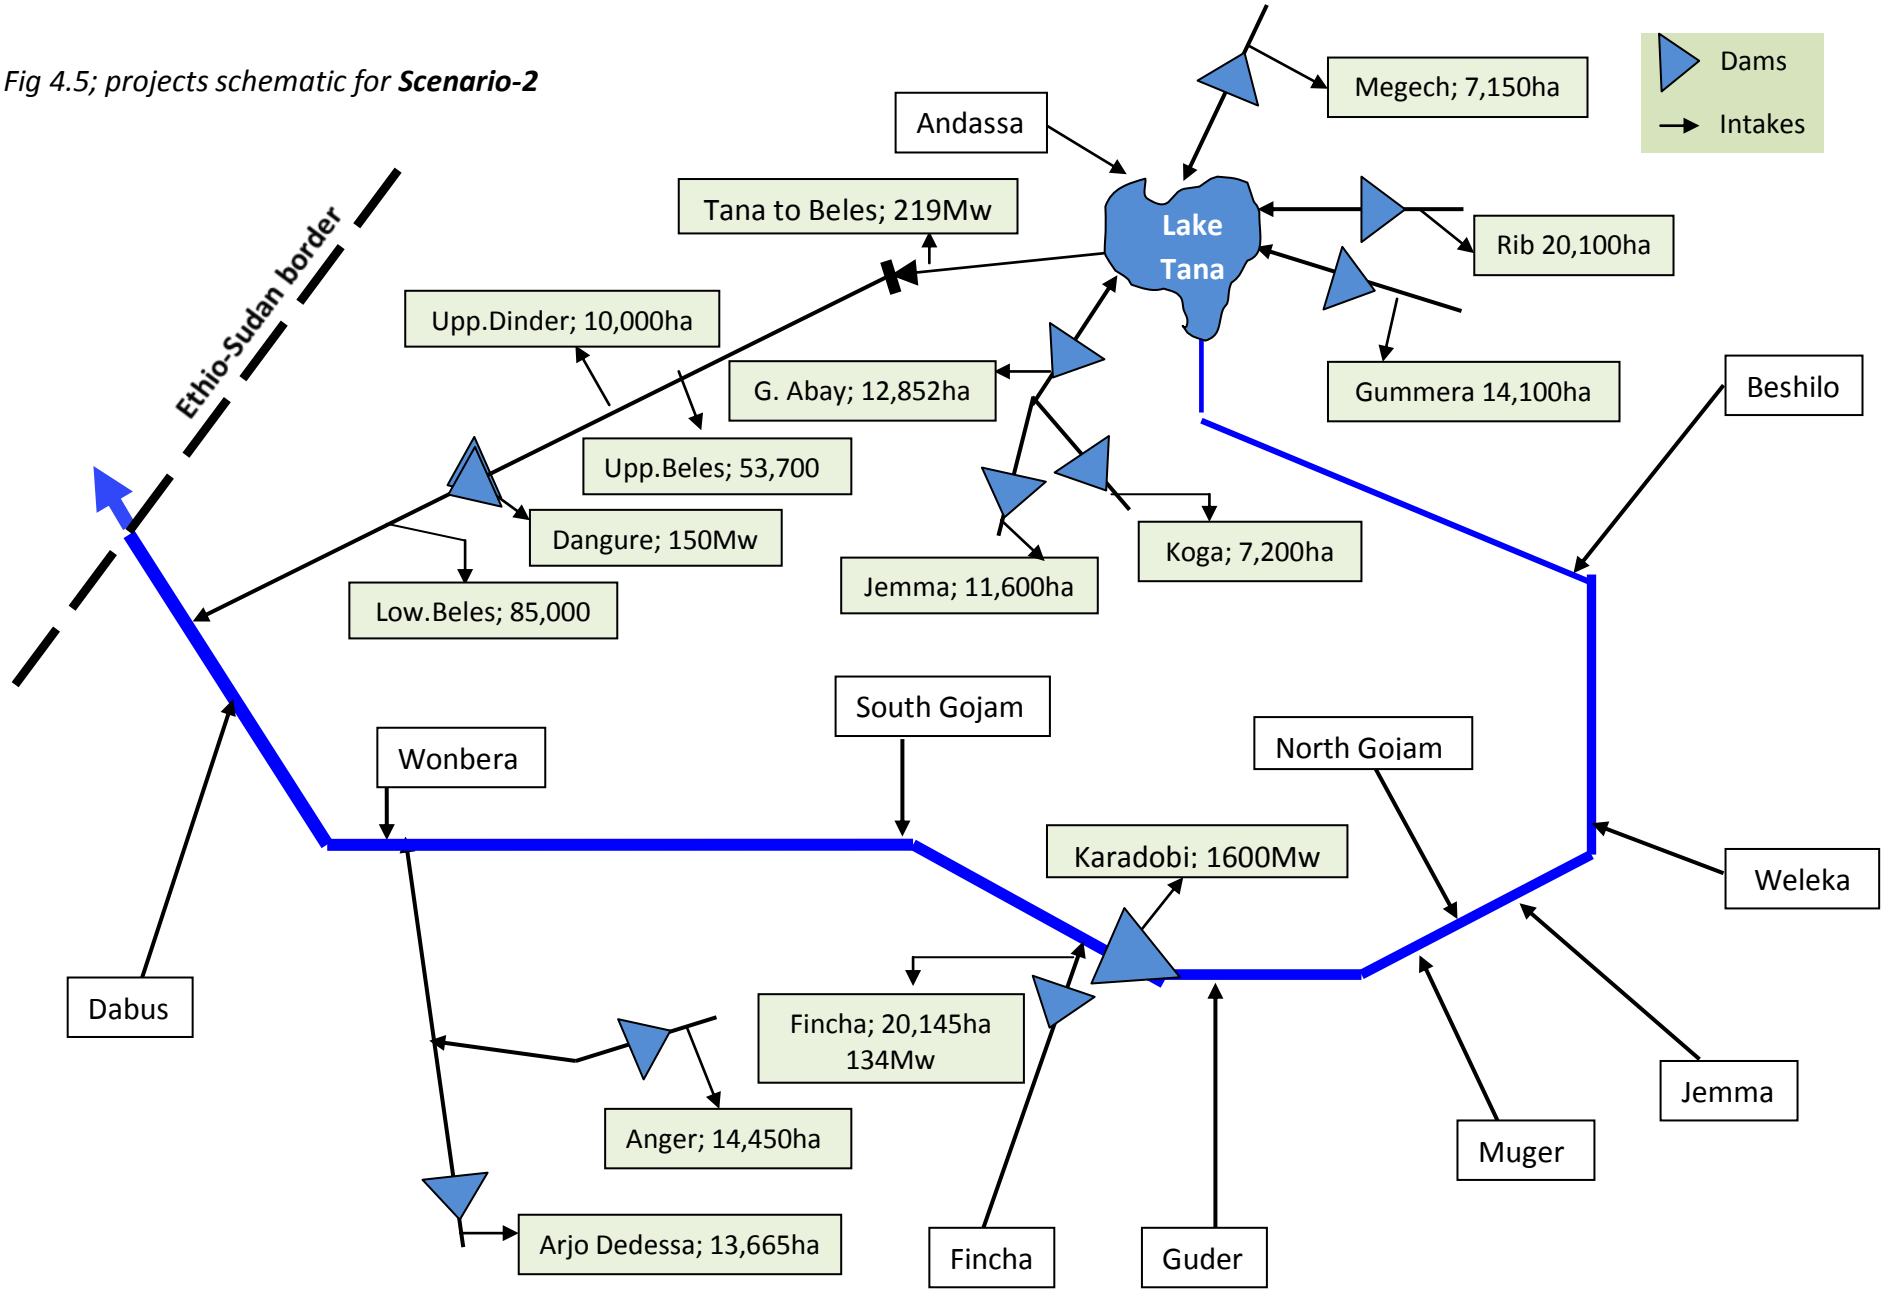 Fig 4.5; projects schematic for Scenario-2
Dams
Intakes
Megech; 7,150ha
Andassa
Tana to Beles; 219Mw
Lake
Tana
Rib 20,100ha
Ethio-Sudan border
Upp.Dinder; 10,000ha
G. Abay; 12,852ha
Gummera 14,100ha
Beshilo
Upp.Beles; 53,700
Dangure; 150Mw
Koga; 7,200ha
Jemma; 11,600ha
Low.Beles; 85,000
South Gojam
North Gojam
Wonbera
Karadobi; 1600Mw
Weleka
Dabus
Fincha; 20,145ha
134Mw
Jemma
Anger; 14,450ha
Muger
Arjo Dedessa; 13,665ha
Fincha
Guder